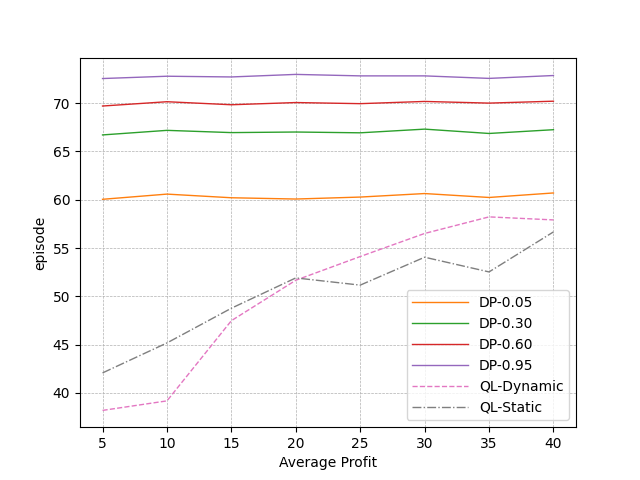 70
65
60
55
50
45
40
episode
5 10 15 20 25 30 35 40
Average Profit
DP-0.05
DP-0.30
DP-0.60
DP-0.95
QL-Dynamic
QL-Static